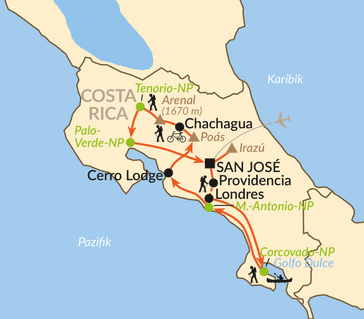 Karibik
Tenorio-NP
COSTA
RICA
Arenal
(1670 m)
Chachagua
Poás
Palo-
Verde-NP
Irazú
SAN JOSÉ
Cerro Lodge
Providencia
Londres
M.-Antonio-NP
Pazifik
Corcovado-NP
Golfo Dulce